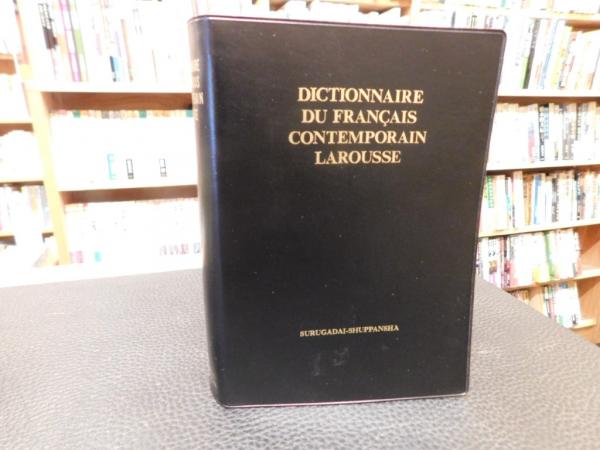 DICTIONNAIRE
DU FRANÇAIS
CONTEMPORAIN
LAROUSSE
SURUGADAI-SHUPPANSHA